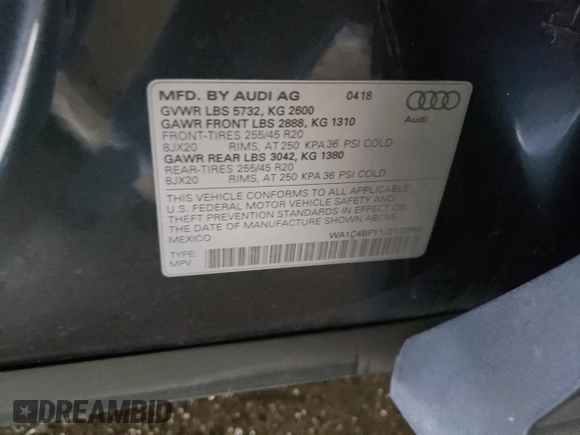 MFD. BY AUDI AG 0418
GVWR LBS 5732, KG 2600
GAWR FRONT LBS 2888, KG 1310
FRONT-TIRES 255/45 R20
8JX20 RIMS, AT 250 KPA 36 PSI COLD
GAWR REAR LBS 3042, KG 1380
REAR-TIRES 255/45 R20
8JX20 RIMS, AT 250 KPA 36 PSI COLD
Audi
THIS VEHICLE CONFORMS TO ALL APPLICABLE
U.S. FEDERAL MOTOR VEHICLE SAFETY AND
THEFT PREVENTION STANDARDS IN EFFECT ON
THE DATE OF MANUFACTURE SHOWN ABOVE.
MEXICO
TYPE:
MPV
DREAMBID